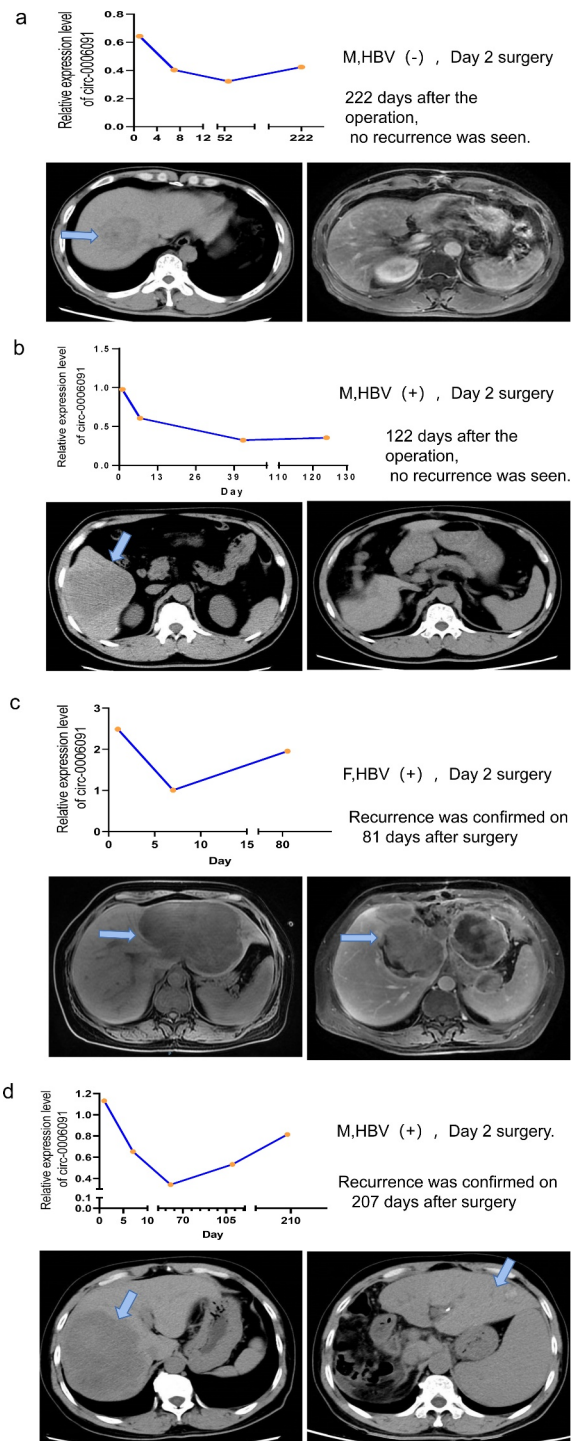 a
Relative expression level
of circ-0006091
0.8
0.6
0.4
0.2
0.0
0 4 8 12 52 222
M,HBV (-) , Day 2 surgery
222 days after the
operation,
no recurrence was seen.
b
Relative expression level
of circ-0006091
1.5
1.0
0.5
0.0
0 13 26 39 110 120 130
Day
M,HBV (+) , Day 2 surgery
122 days after the
operation,
no recurrence was seen.
c
Relative expression level
of circ-0006091
3
2
1
0
0 5 10 15 80
Day
F,HBV (+) , Day 2 surgery
Recurrence was confirmed on
81 days after surgery
d
Relative expression level
of circ-0006091
1.2
1.0
0.8
0.6
0.4
0.1
0.0
0 5 10 70 105 210
Day
M,HBV (+) , Day 2 surgery.
Recurrence was confirmed on
207 days after surgery